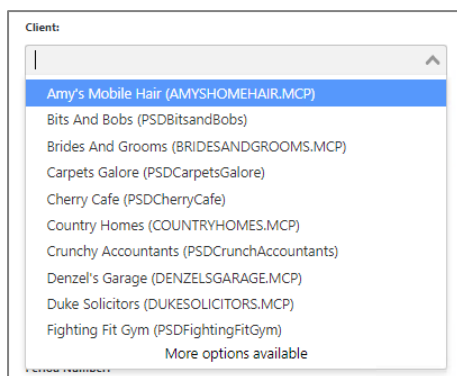 Client:
Amy's Mobile Hair (AMYSHOMEHAIR.MCP)
Bits And Bobs (PSDBitsandBobs)
Brides And Grooms (BRIDESANDGROOMS.MCP)
Carpets Galore (PSDCarpetsGalore)
Cherry Cafe (PSDCherryCafe)
Country Homes (COUNTRYHOMES.MCP)
Crunchy Accountants (PSDCrunchAccountants)
Denzel's Garage (DENZELSGARAGE.MCP)
Duke Solicitors (DUKESOLICITORS.MCP)
Fighting Fit Gym (PSDFightingFitGym)
More options available
Period Number: